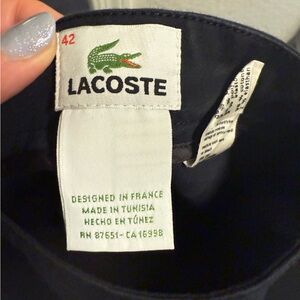 42
LACOSTE
DESIGNED IN FRANCE
MADE IN TUNISIA
HECHO EN TÚNEZ
RN 87651 - CA 16998